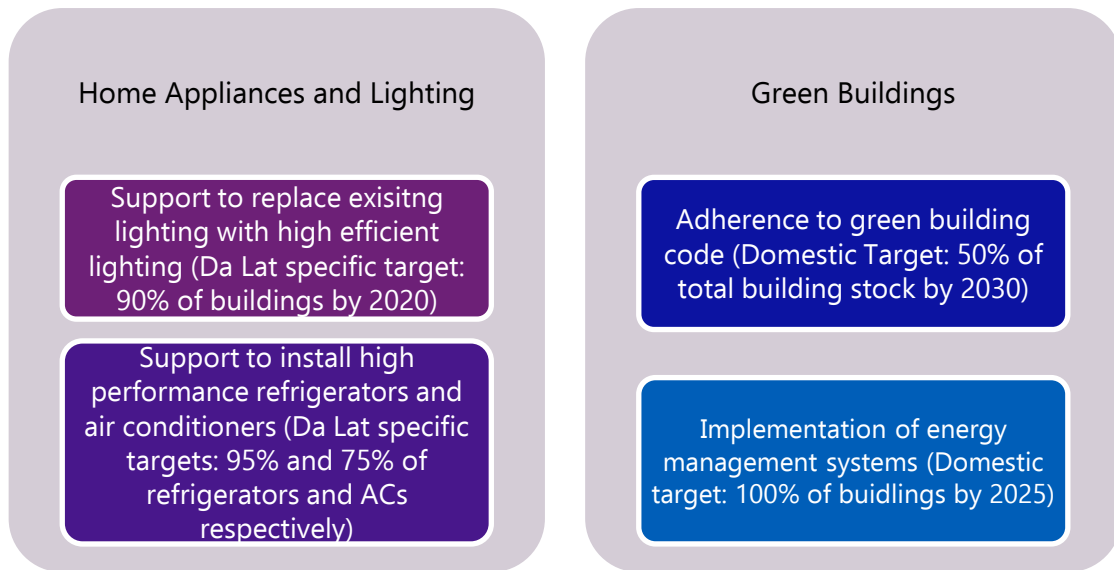 Home Appliances and Lighting
Support to replace exisitng
lighting with high efficient
lighting (Da Lat specific target:
90% of buildings by 2020)
Support to install high
performance refrigerators and
air conditioners (Da Lat specific
targets: 95% and 75% of
refrigerators and ACs
respectively)
Green Buildings
Adherence to green building
code (Domestic Target: 50% of
total building stock by 2030)
Implementation of energy
management systems (Domestic
target: 100% of buidlings by 2025)